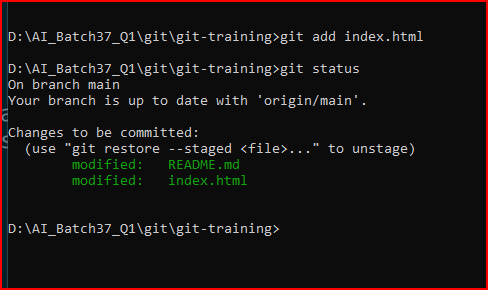 D:\AI_Batch37_Q1\git\git-training>git add index.html
D:\AI_Batch37_Q1\git\git-training>git status
On branch main
Your branch is up to date with 'origin/main'.
Changes to be committed:
  (use "git restore --staged <file>..." to unstage)
        modified:   README.md
        modified:   index.html
D:\AI_Batch37_Q1\git\git-training>